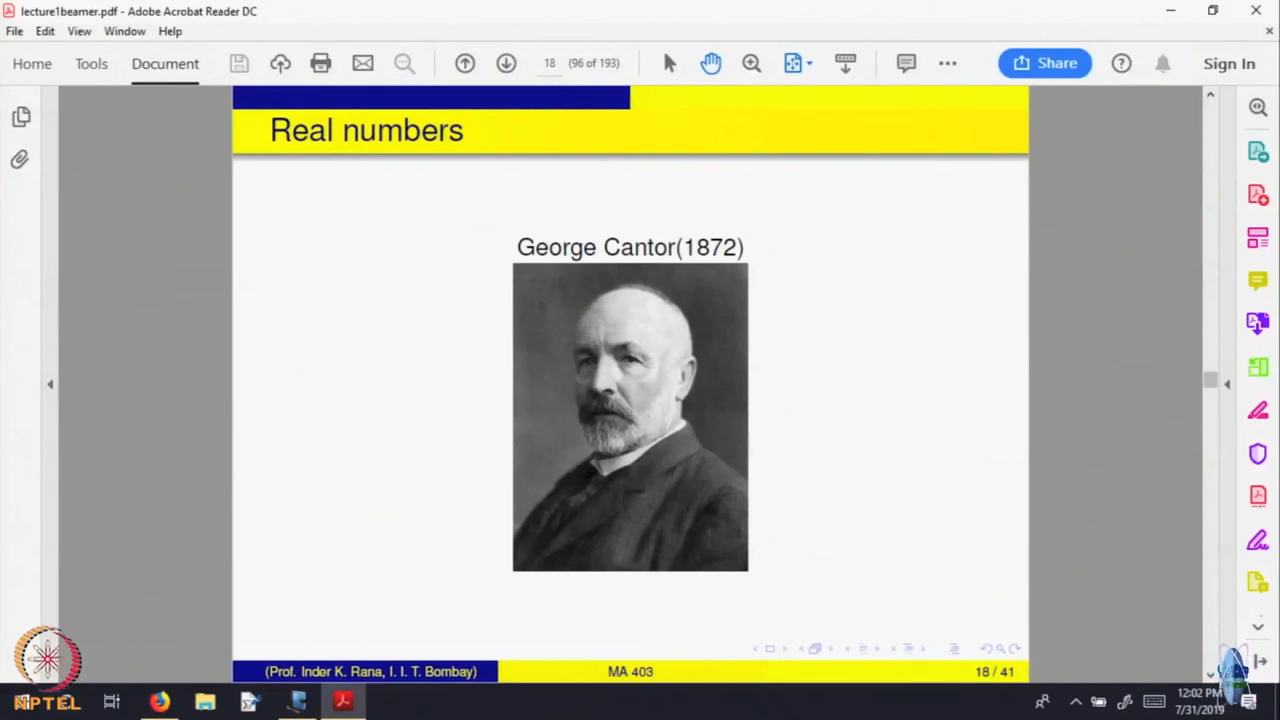 lecture1beamer.pdf - Adobe Acrobat Reader DC
File Edit View Window Help
Home Tools Document 18 (96 of 193) Share Sign In
Real numbers
George Cantor(1872)
(Prof. Inder K. Rana, I. I. T. Bombay) MA 403 18 / 41
NPTEL
12:02 PM
7/31/2019